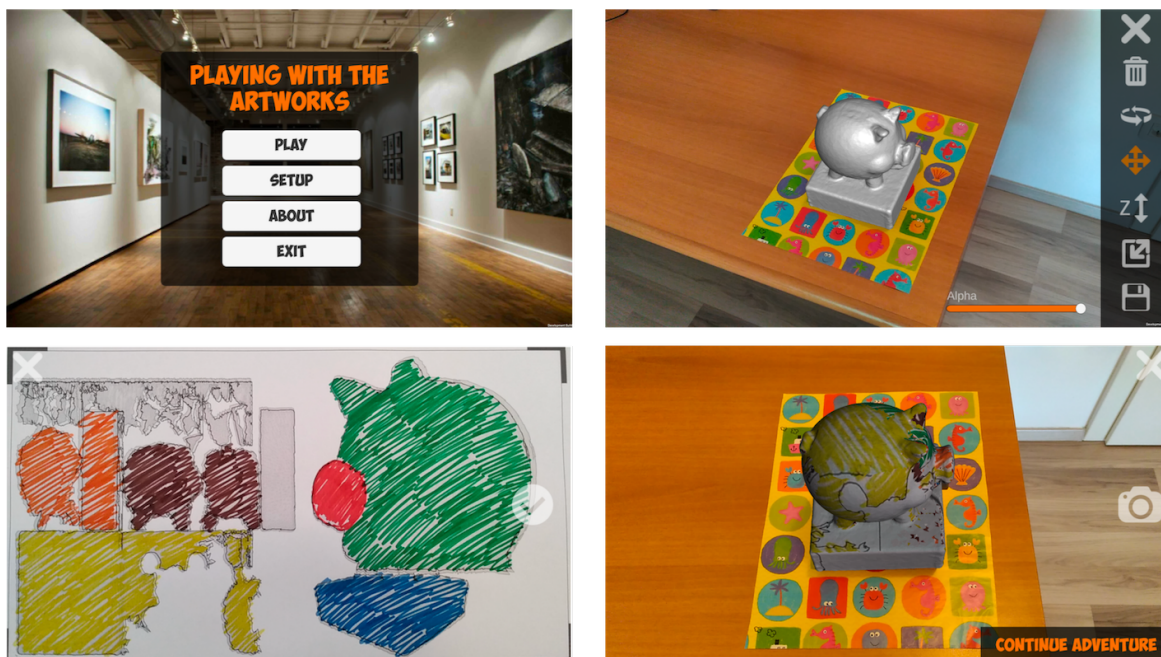 PLAYING WITH THE
ARTWORKS
PLAY
SETUP
ABOUT
EXIT
Z
Alpha
CONTINUE ADVENTURE